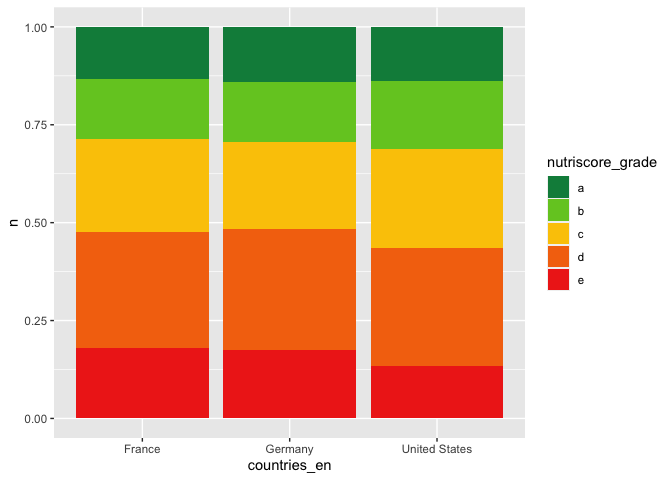 1.00
0.75
0.50
0.25
0.00
n
France
Germany
United States
countries_en
nutriscore_grade
a
b
c
d
e